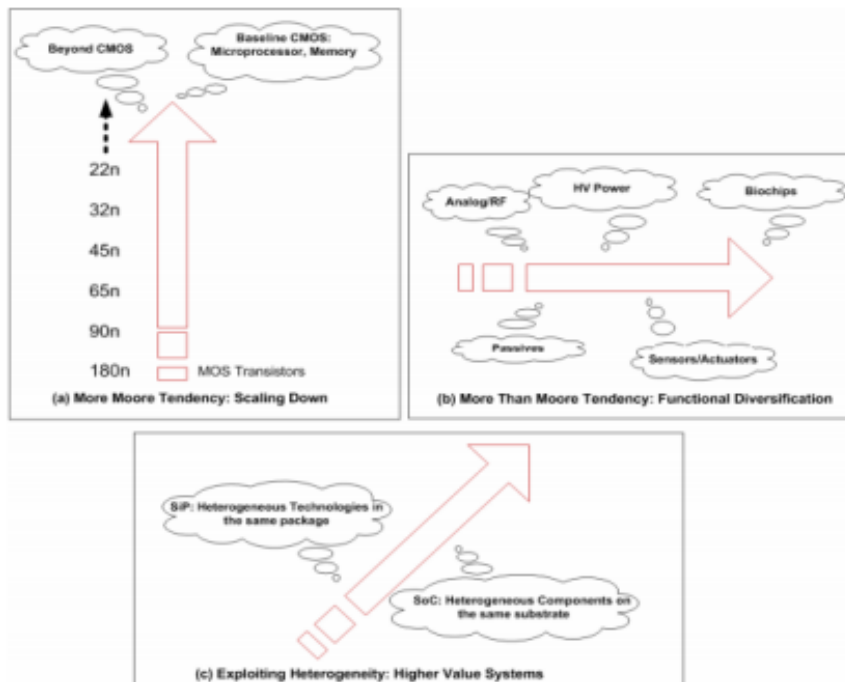 Beyond CMOS
Baseline CMOS:
Microprocessor, Memory
22n
32n
45n
65n
90n
180n
MOS Transistors
(a) More Moore Tendency: Scaling Down
Analog/RF
HV Power
Biochips
Passives
Sensors/Actuators
(b) More Than Moore Tendency: Functional Diversification
SiP: Heterogeneous Technologies in
the same package
SoC: Heterogeneous Components on
the same substrate
(c) Exploiting Heterogeneity: Higher Value Systems